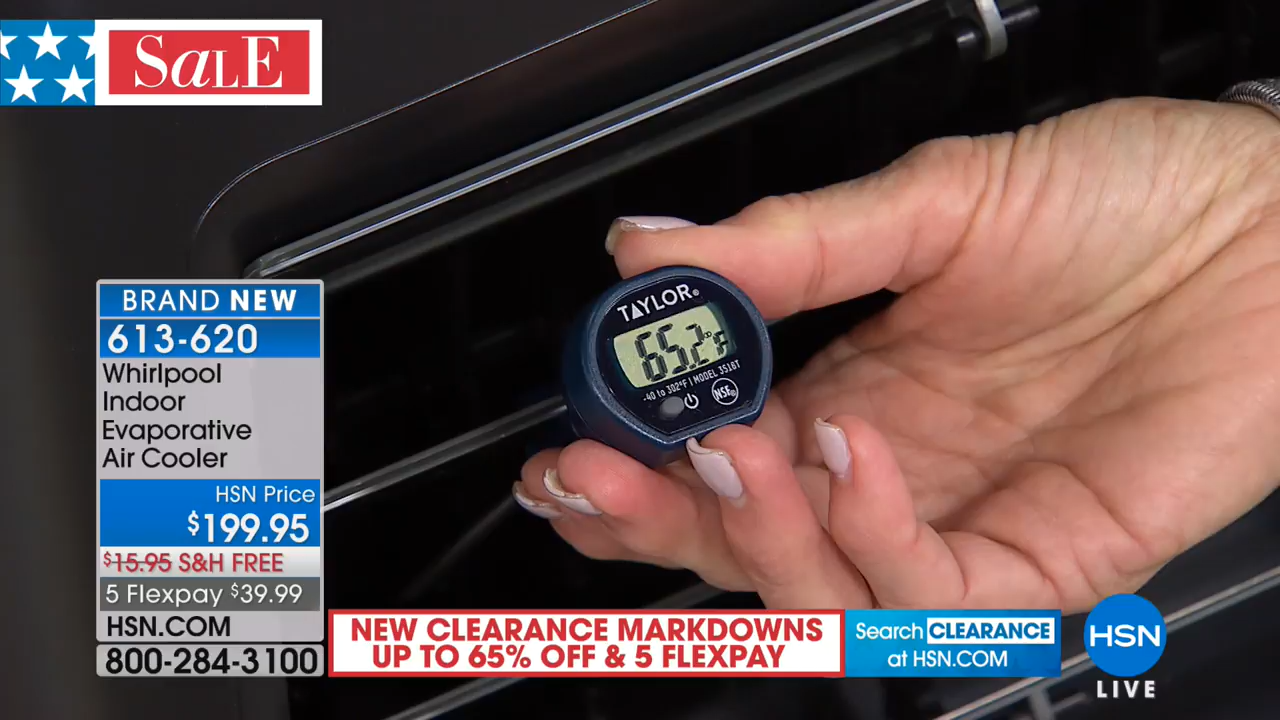 SALE
BRAND NEW
613-620
Whirlpool
Indoor
Evaporative
Air Cooler
HSN Price
$199.95
$15.95 S&H FREE
5 Flexpay $39.99
HSN.COM
800-284-3100
TAYLOR®
65.2°F
-40 to 302°F | MODEL 3516T
NSF®
NEW CLEARANCE MARKDOWNS
UP TO 65% OFF & 5 FLEXPAY
Search CLEARANCE
at HSN.COM
HSN
LIVE